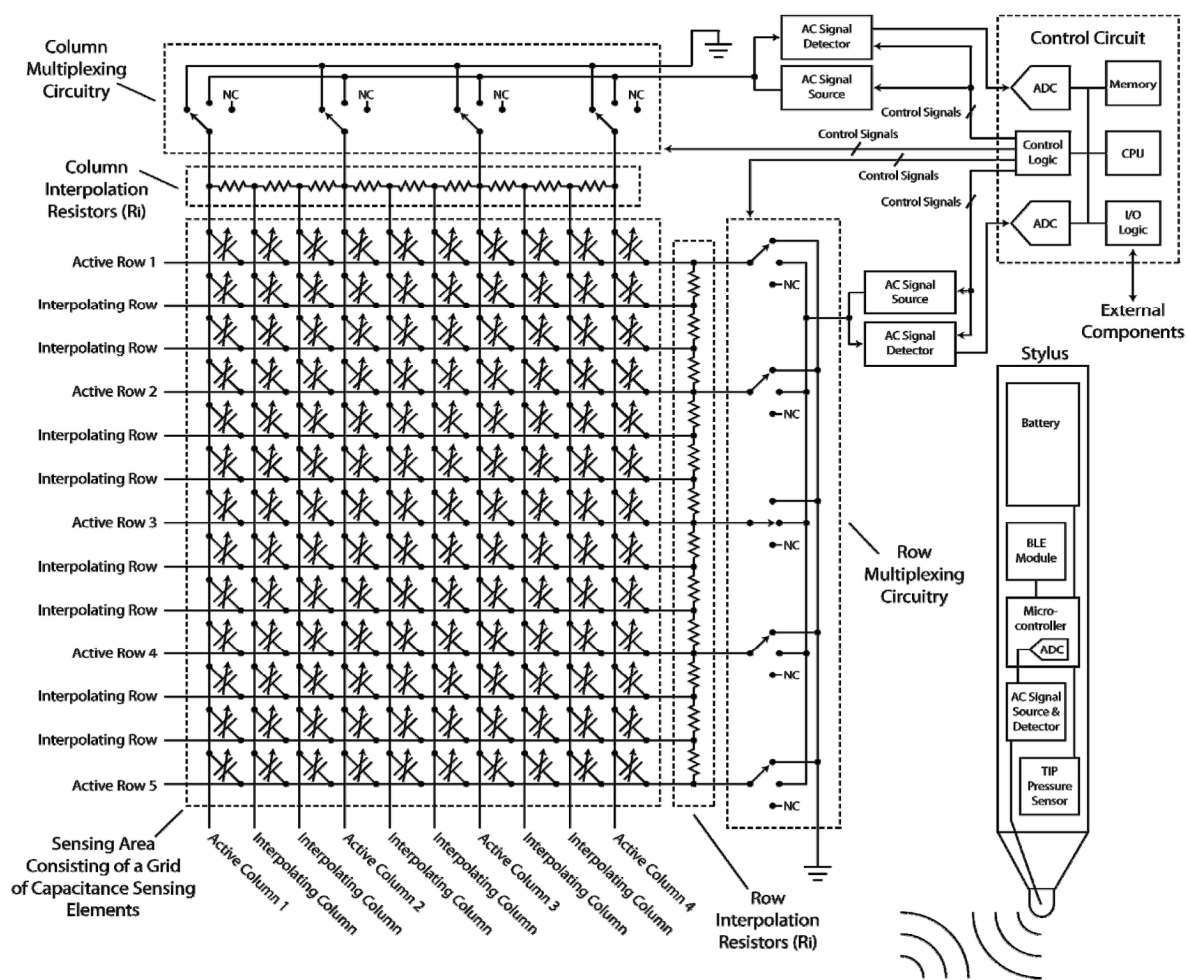 Column
Multiplexing
Circuitry
NC
NC
NC
NC
AC Signal
Detector
AC Signal
Source
Control Signals
Control Signals
Control Signals
Control Signals
Control Circuit
ADC
Memory
Control
Logic
CPU
ADC
I/O
Logic
External
Components
Column
Interpolation
Resistors (Ri)
Active Row 1
Interpolating Row
Interpolating Row
Active Row 2
Interpolating Row
Interpolating Row
Active Row 3
Interpolating Row
Interpolating Row
Active Row 4
Interpolating Row
Interpolating Row
Active Row 5
NC
NC
NC
NC
NC
AC Signal
Source
AC Signal
Detector
Row
Multiplexing
Circuitry
Stylus
Battery
BLE
Module
Micro-
controller
ADC
AC Signal
Source &
Detector
TIP
Pressure
Sensor
Sensing Area
Consisting of a Grid
of Capacitance Sensing
Elements
Active Column 1
Interpolating Column
Interpolating Column
Active Column 2
Interpolating Column
Interpolating Column
Active Column 3
Interpolating Column
Interpolating Column
Active Column 4
Row
Interpolation
Resistors (Ri)